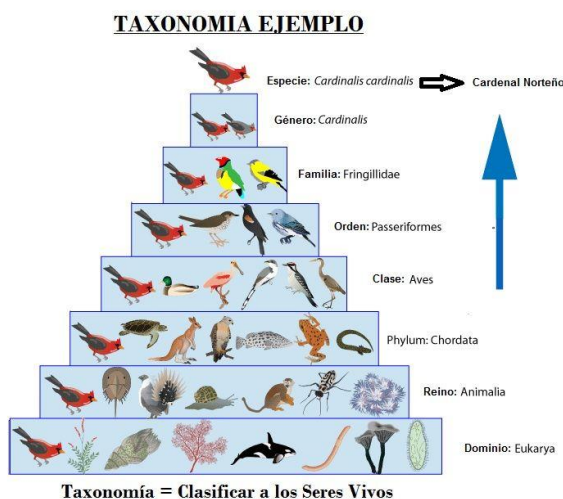 TAXONOMIA EJEMPLO
Especie: Cardinalis cardinalis
Cardenal Norteño
Género: Cardinalis
Familia: Fringillidae
Orden: Passeriformes
Clase: Aves
Phylum: Chordata
Reino: Animalia
Dominio: Eukarya
Taxonomía = Clasificar a los Seres Vivos